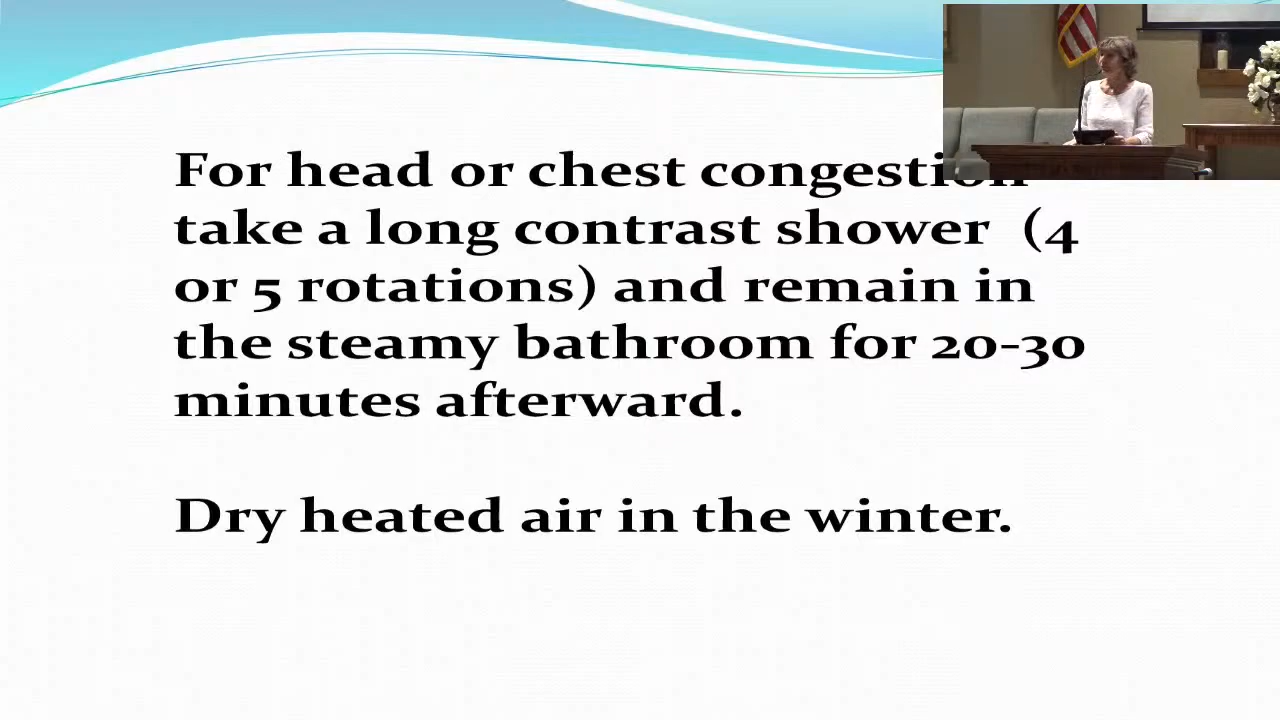 For head or chest congestion
take a long contrast shower (4
or 5 rotations) and remain in
the steamy bathroom for 20-30
minutes afterward.
Dry heated air in the winter.